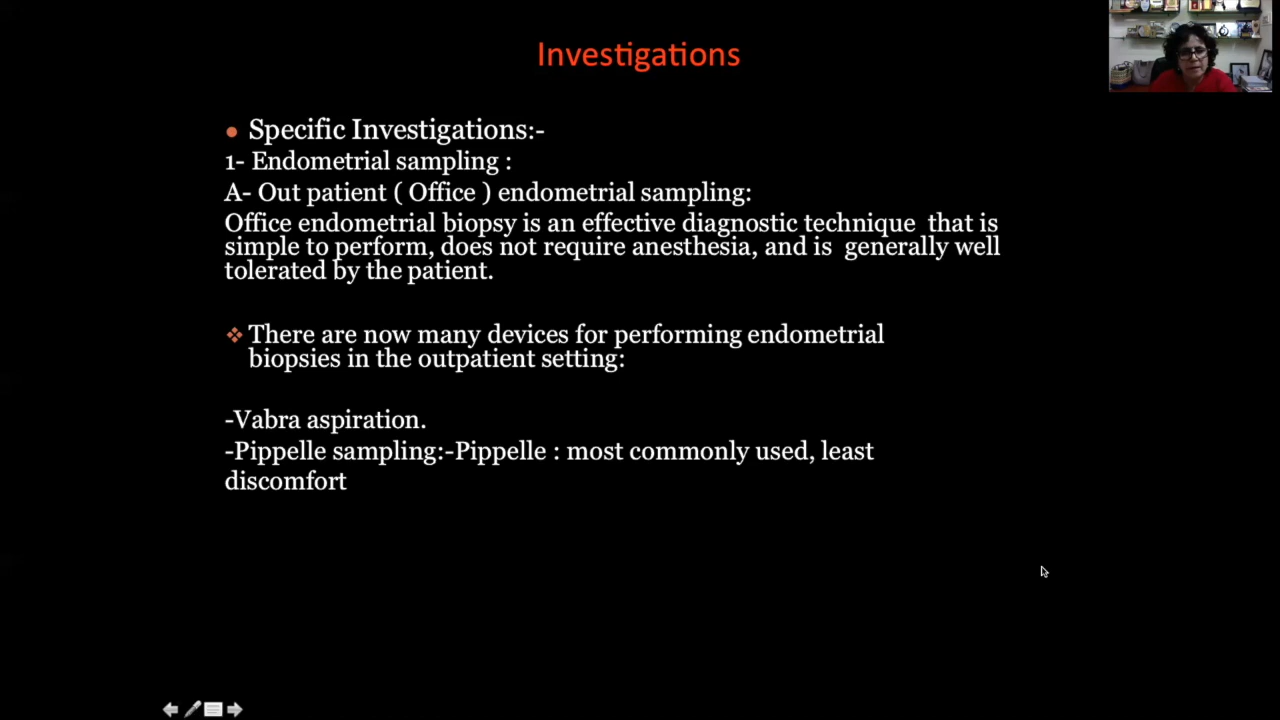 Investigations
Specific Investigations:-
1- Endometrial sampling :
A- Out patient ( Office ) endometrial sampling:
Office endometrial biopsy is an effective diagnostic technique that is
simple to perform, does not require anesthesia, and is generally well
tolerated by the patient.
There are now many devices for performing endometrial
biopsies in the outpatient setting:
-Vabra aspiration.
-Pippelle sampling:-Pippelle : most commonly used, least
discomfort